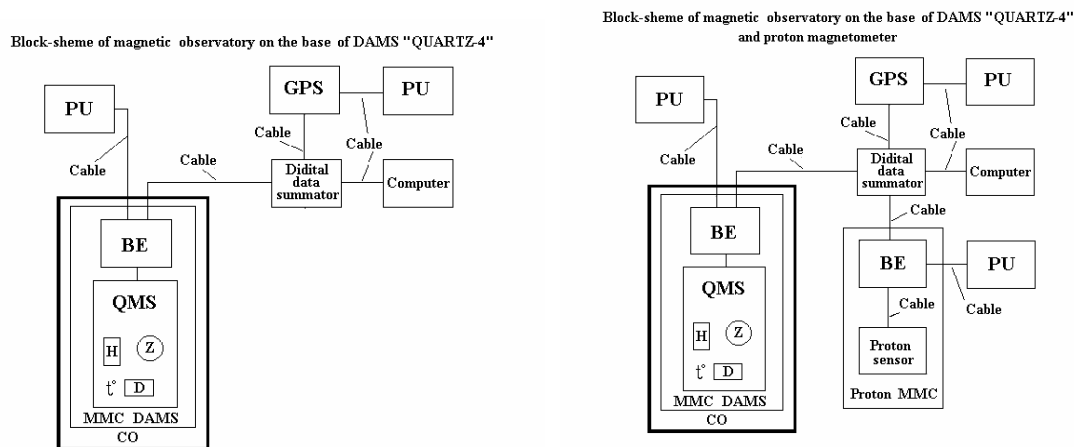 Block-sheme of magnetic observatory on the base of DAMS "QUARTZ-4"
PU
GPS
PU
Cable
Cable
Cable
Cable
Didital
data
summator
Computer
BE
QMS
H
Z
t°
D
MMC DAMS
CO
Block-sheme of magnetic observatory on the base of DAMS "QUARTZ-4"
and proton magnetometer
PU
GPS
PU
Cable
Cable
Cable
Cable
Didital
data
summator
Computer
Cable
BE
BE
PU
QMS
Cable
Cable
H
Z
Proton
sensor
t°
D
Proton MMC
MMC DAMS
CO